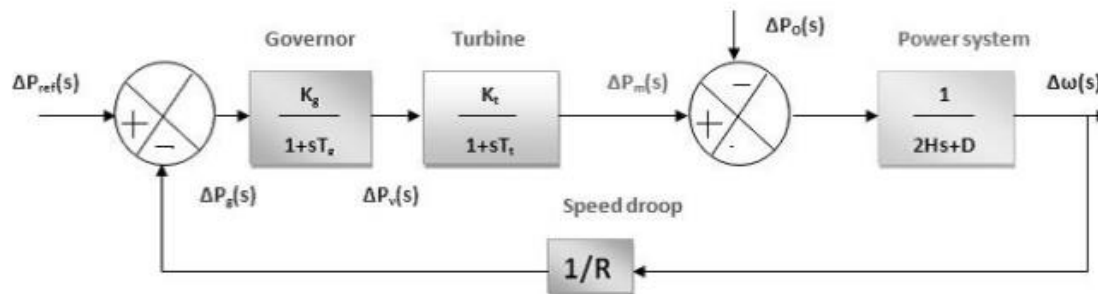 Governor
Turbine
ΔP_O(s)
Power system
ΔP_ref(s)
K_g
1+sT_g
K_t
1+sT_t
ΔP_m(s)
1
2Hs+D
Δω(s)
+
−
−
+
ΔP_g(s)
ΔP_v(s)
Speed droop
1/R